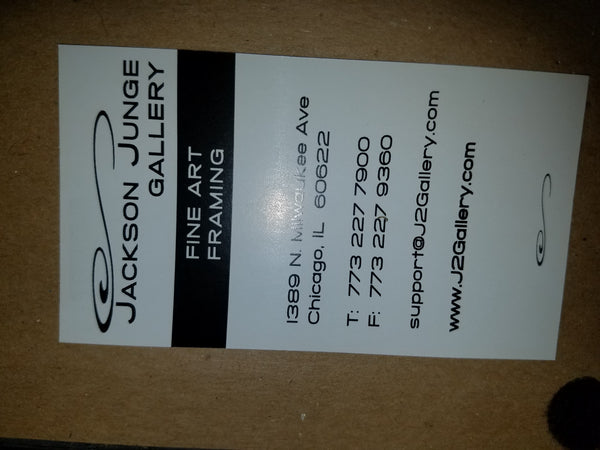 JACKSON JUNGE
GALLERY
FINE ART
FRAMING
1389 N. Milwaukee Ave
Chicago, IL 60622
T: 773 227 7900
F: 773 227 9360
support@J2Gallery.com
www.J2Gallery.com